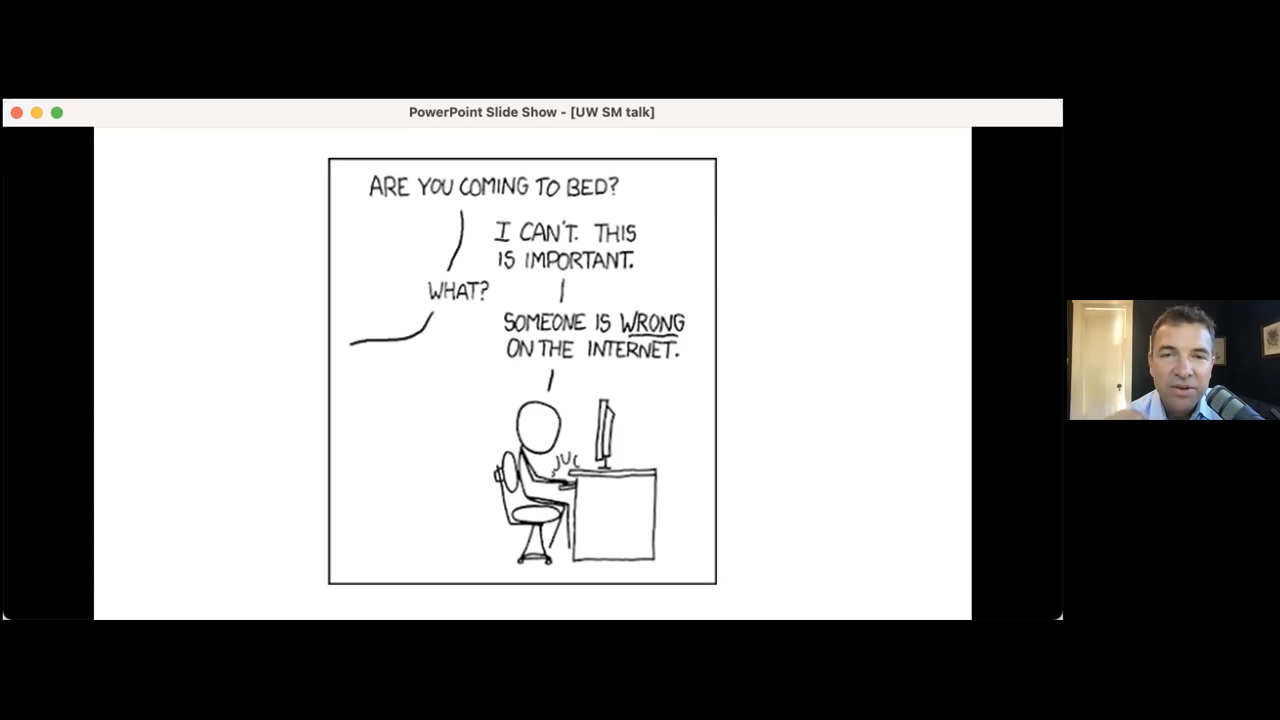 PowerPoint Slide Show - [UW SM talk]
ARE YOU COMING TO BED?
I CAN'T. THIS
IS IMPORTANT.
WHAT?
SOMEONE IS WRONG
ON THE INTERNET.